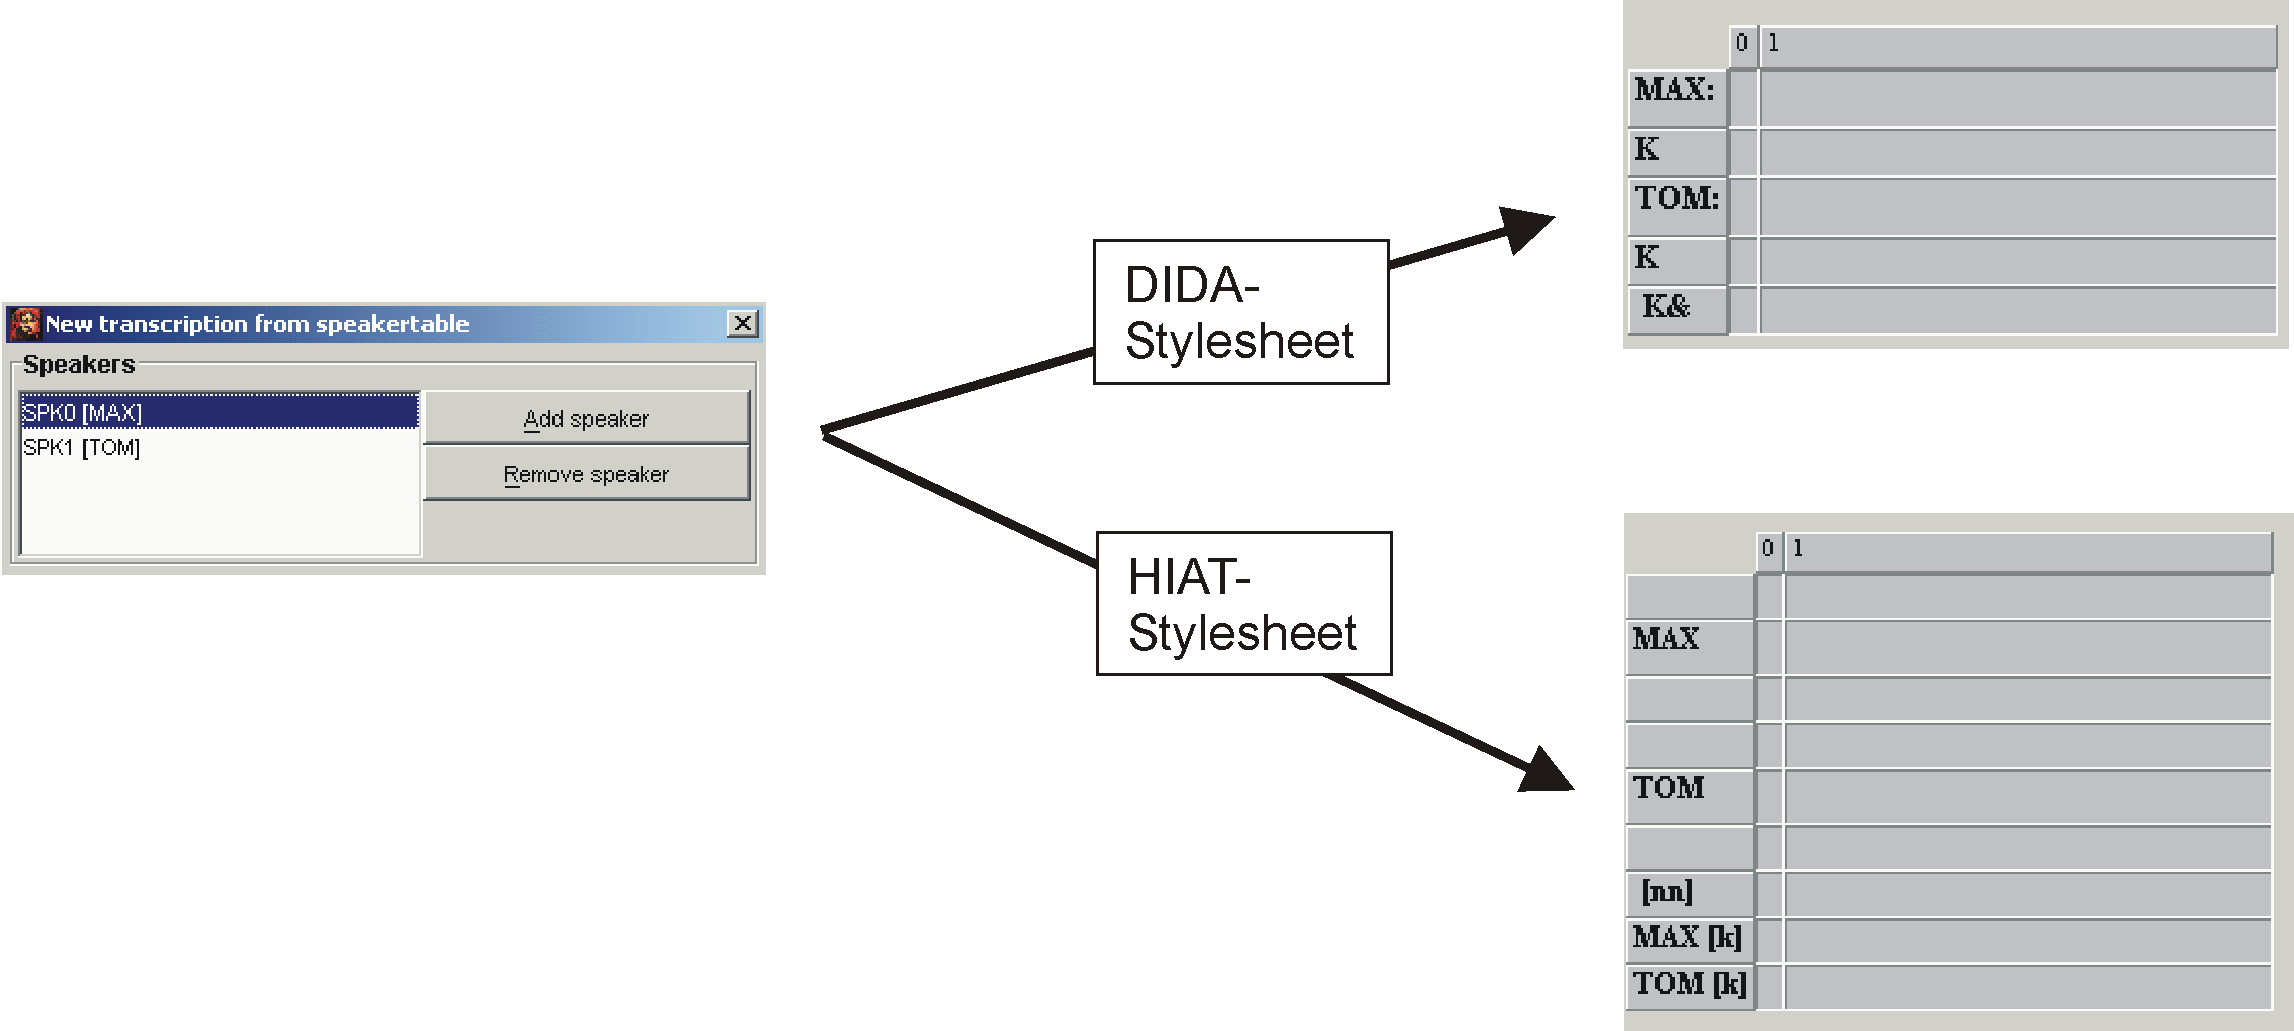 New transcription from speakertable
Speakers
SPK0 [MAX]
SPK1 [TOM]
Add speaker
Remove speaker
DIDA-
Stylesheet
HIAT-
Stylesheet
0 1
MAX:
K
TOM:
K
K&
0 1
MAX
TOM
[nn]
MAX [k]
TOM [k]